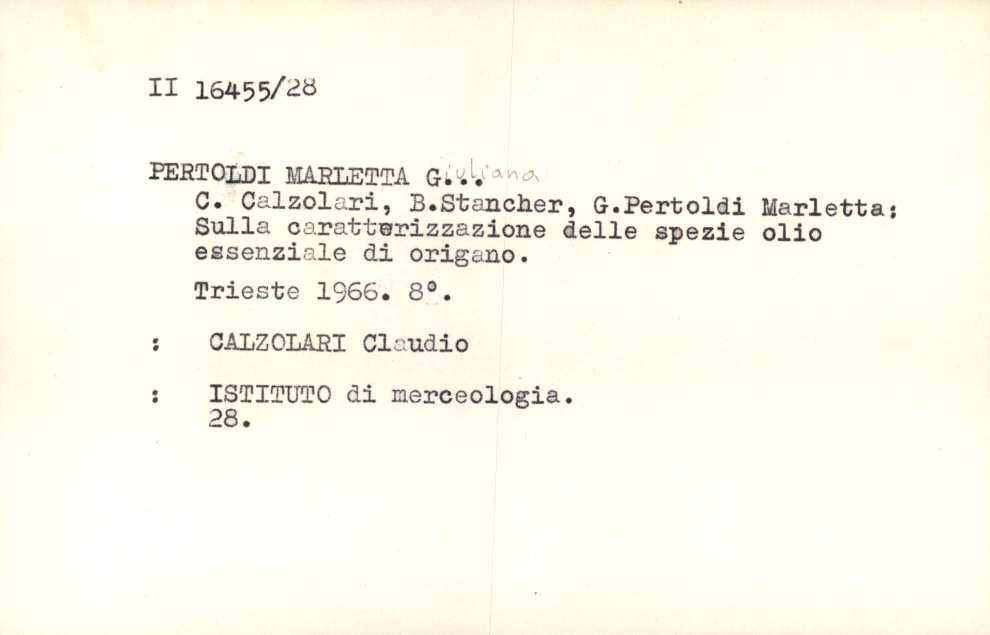 II 16455/28
PERTOLDI MARLETTA G...iuliana
C. Calzolari, B.Stancher, G.Pertoldi Marletta:
Sulla caratterizzazione delle spezie olio
essenziale di origano.
Trieste 1966. 8°.
: CALZOLARI Claudio
: ISTITUTO di merceologia.
28.